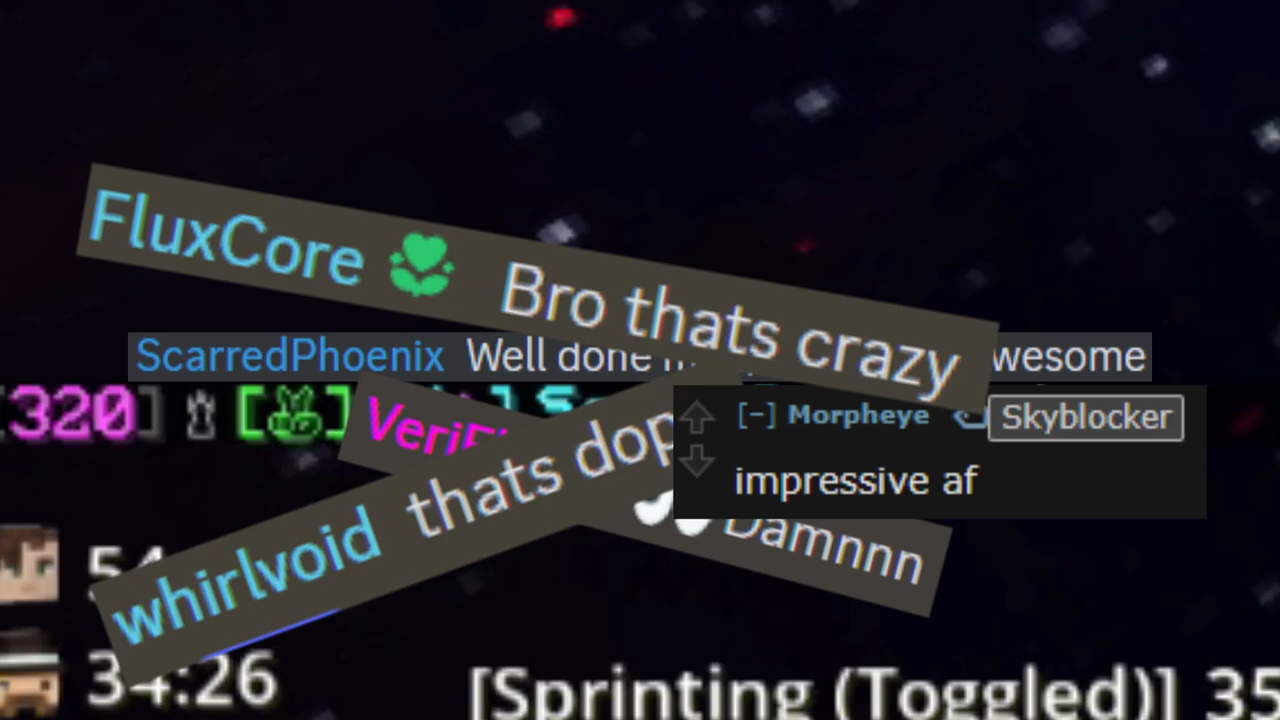 FluxCore Bro thats crazy
ScarredPhoenix Well done wesome
[320]
VeriF
[-] Morpheye Skyblocker
whirlvoid thats dop
impressive af
Damnnn
34:26
[Sprinting (Toggled)] 35